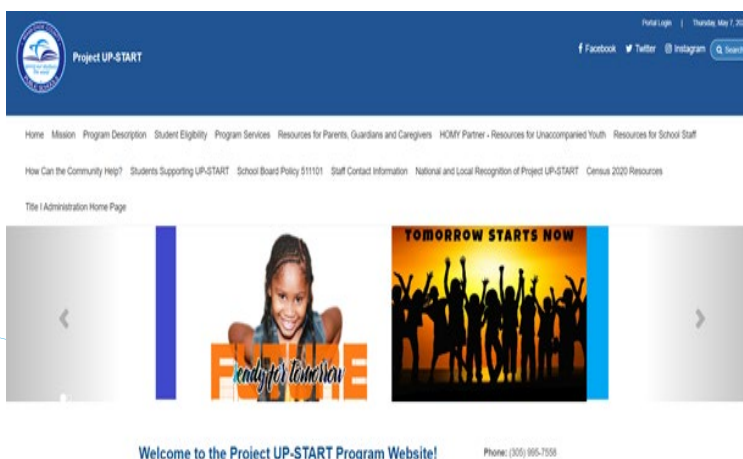 Portal Login | Thursday, May 7, 20
Project UP-START
Facebook Twitter Instagram Search
Home Mission Program Description Student Eligibility Program Services Resources for Parents, Guardians and Caregivers HOMY Partner - Resources for Unaccompanied Youth Resources for School Staff
How Can the Community Help? Students Supporting UP-START School Board Policy 511101 Staff Contact Information National and Local Recognition of Project UP-START Census 2020 Resources
Title I Administration Home Page
FUTURE
Ready for tomorrow
TOMORROW STARTS NOW
Welcome to the Project UP-START Program Website!
Phone: (305) 995-7558